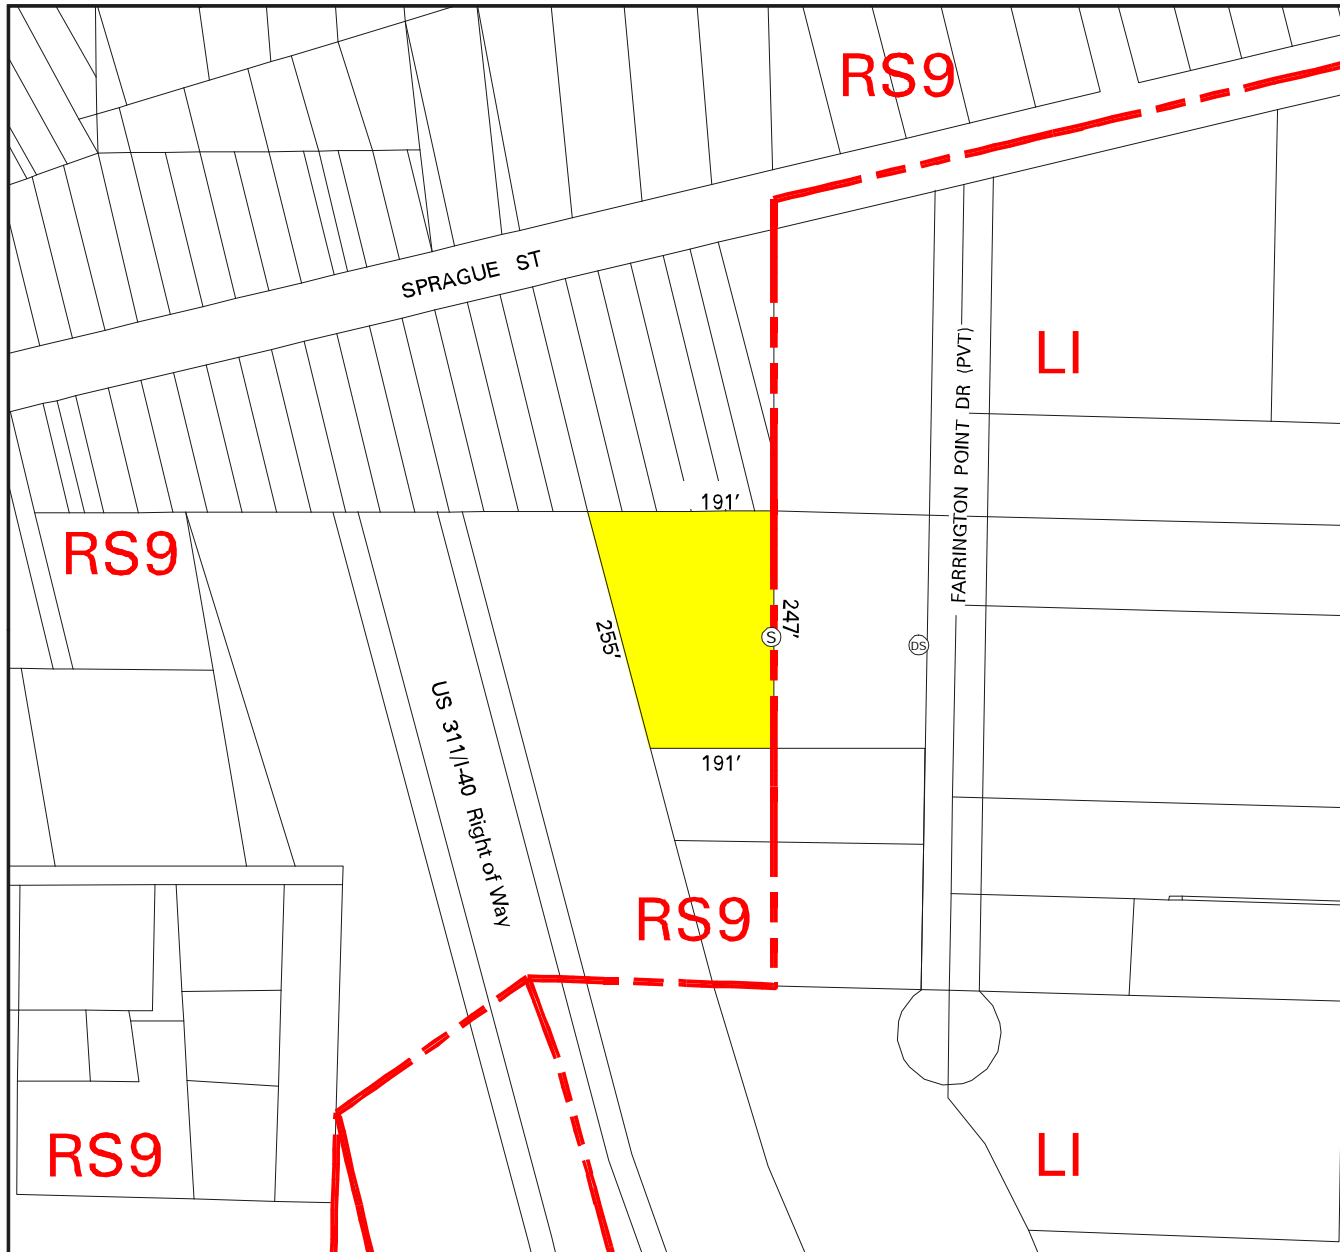 RS9
SPRAGUE ST
LI
FARRINGTON POINT DR (PVT)
191'
RS9
255'
247'
S
DS
US 311/I-40 Right of Way
191'
RS9
RS9
LI